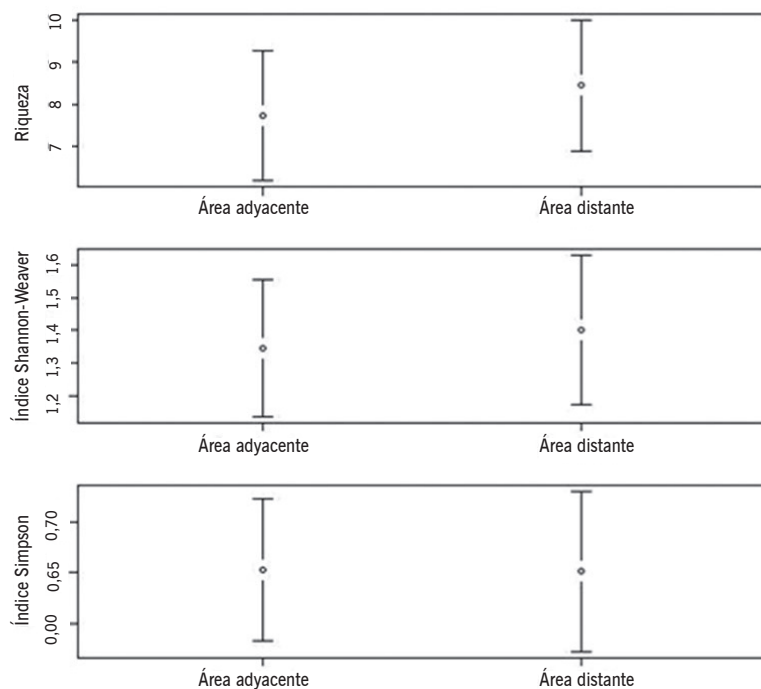 Riqueza
10
9
8
7
Área adyacente
Área distante
Índice Shannon-Weaver
1,6
1,5
1,4
1,3
1,2
Área adyacente
Área distante
Índice Simpson
0,70
0,65
0,00
Área adyacente
Área distante